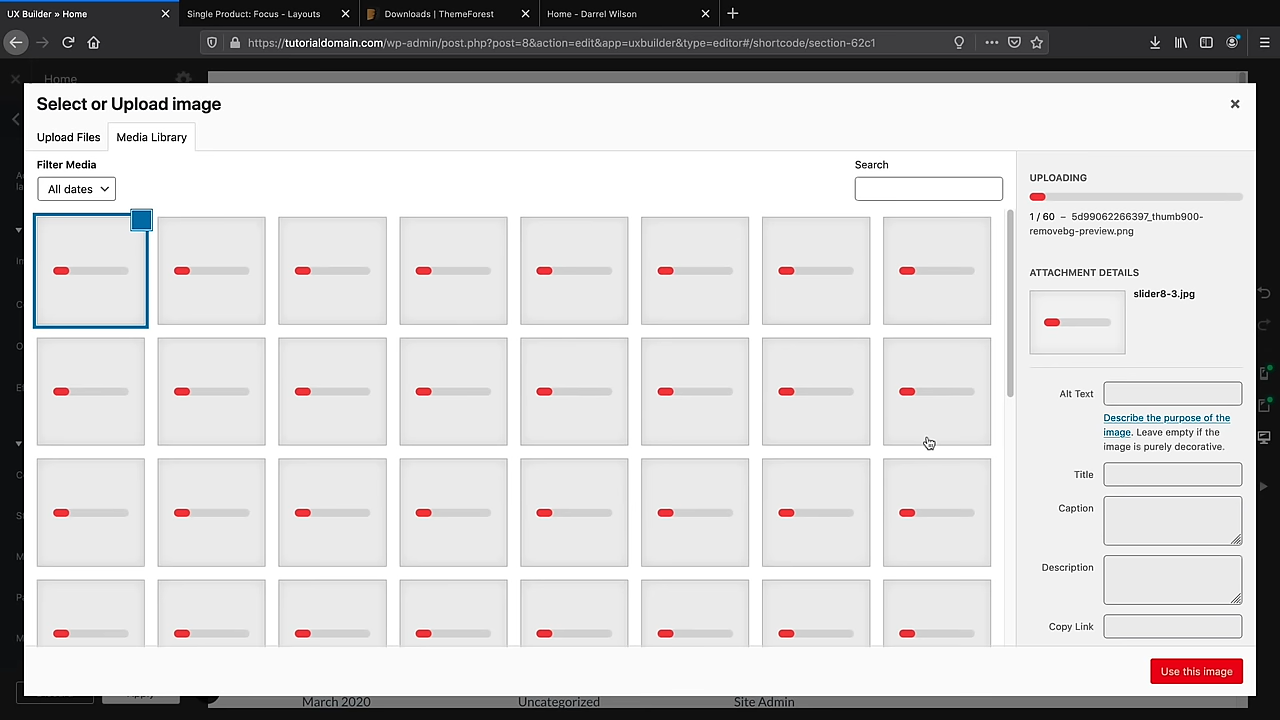 UX Builder » Home
Single Product: Focus - Layouts
Downloads | ThemeForest
Home - Darrel Wilson
https://tutorialdomain.com/wp-admin/post.php?post=8&action=edit&app=uxbuilder&type=editor#/shortcode/section-62c1
Home
Select or Upload image
Upload Files
Media Library
Filter Media
All dates
Search
UPLOADING
1 / 60 – 5d99062266397_thumb900-
removebg-preview.png
ATTACHMENT DETAILS
slider8-3.jpg
Alt Text
Describe the purpose of the
image. Leave empty if the
image is purely decorative.
Title
Caption
Description
Copy Link
Use this image
Apply
March 2020
Uncategorized
Site Admin